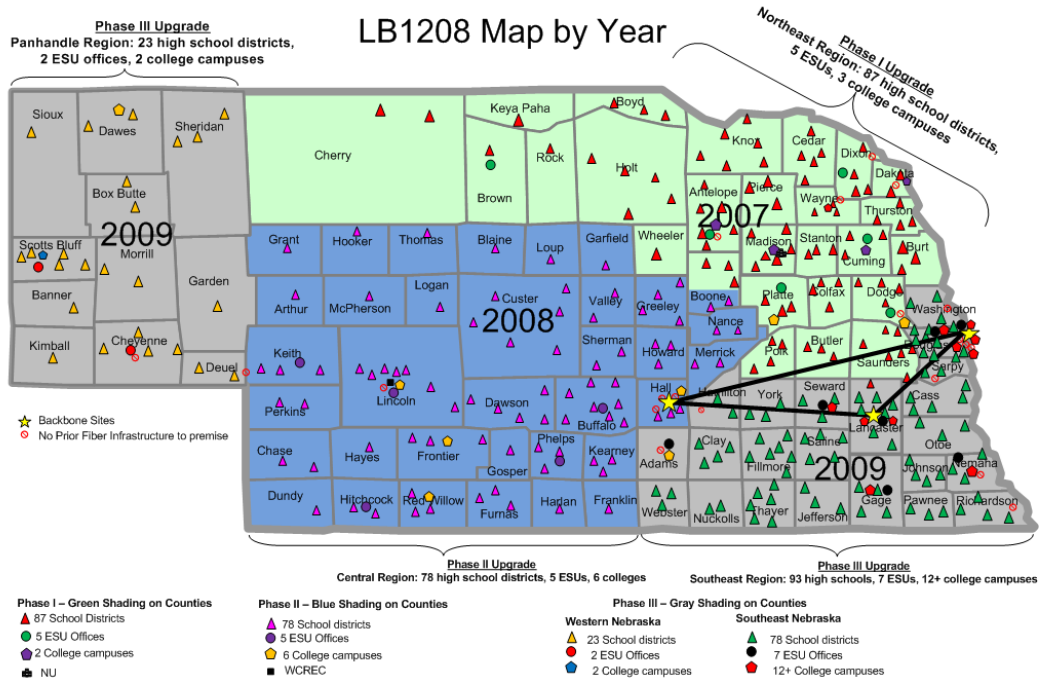 LB1208 Map by Year
Phase III Upgrade
Panhandle Region: 23 high school districts,
2 ESU offices, 2 college campuses
Phase I Upgrade
Northeast Region: 87 high school districts,
5 ESUs, 3 college campuses
Sioux
Dawes
Sheridan
Cherry
Keya Paha
Boyd
Brown
Rock
Holt
Knox
Cedar
Dixon
Dakota
Box Butte
Antelope
Pierce
Wayne
Thurston
2009
2007
Scotts Bluff
Morrill
Garden
Banner
Kimball
Cheyenne
Deuel
Grant
Hooker
Thomas
Blaine
Loup
Garfield
Wheeler
Madison
Stanton
Cuming
Burt
Arthur
McPherson
Logan
Custer
Valley
Greeley
Boone
Nance
Platte
Colfax
Dodge
Washington
2008
Sherman
Howard
Merrick
Polk
Butler
Saunders
Douglas
Sarpy
Keith
Lincoln
Perkins
Dawson
Buffalo
Hall
Hamilton
York
Seward
Lancaster
Cass
Otoe
Chase
Hayes
Frontier
Gosper
Phelps
Kearney
Adams
Clay
Fillmore
Saline
2009
Johnson
Nemaha
Dundy
Hitchcock
Red Willow
Furnas
Harlan
Franklin
Webster
Nuckolls
Thayer
Jefferson
Gage
Pawnee
Richardson
Backbone Sites
No Prior Fiber Infrastructure to premise
Phase II Upgrade
Central Region: 78 high school districts, 5 ESUs, 6 colleges
Phase III Upgrade
Southeast Region: 93 high schools, 7 ESUs, 12+ college campuses
Phase I – Green Shading on Counties
87 School Districts
5 ESU Offices
2 College campuses
NU
Phase II – Blue Shading on Counties
78 School districts
5 ESU Offices
6 College campuses
WCREC
Phase III – Gray Shading on Counties
Western Nebraska
23 School districts
2 ESU Offices
2 College campuses
Southeast Nebraska
78 School districts
7 ESU Offices
12+ College campuses